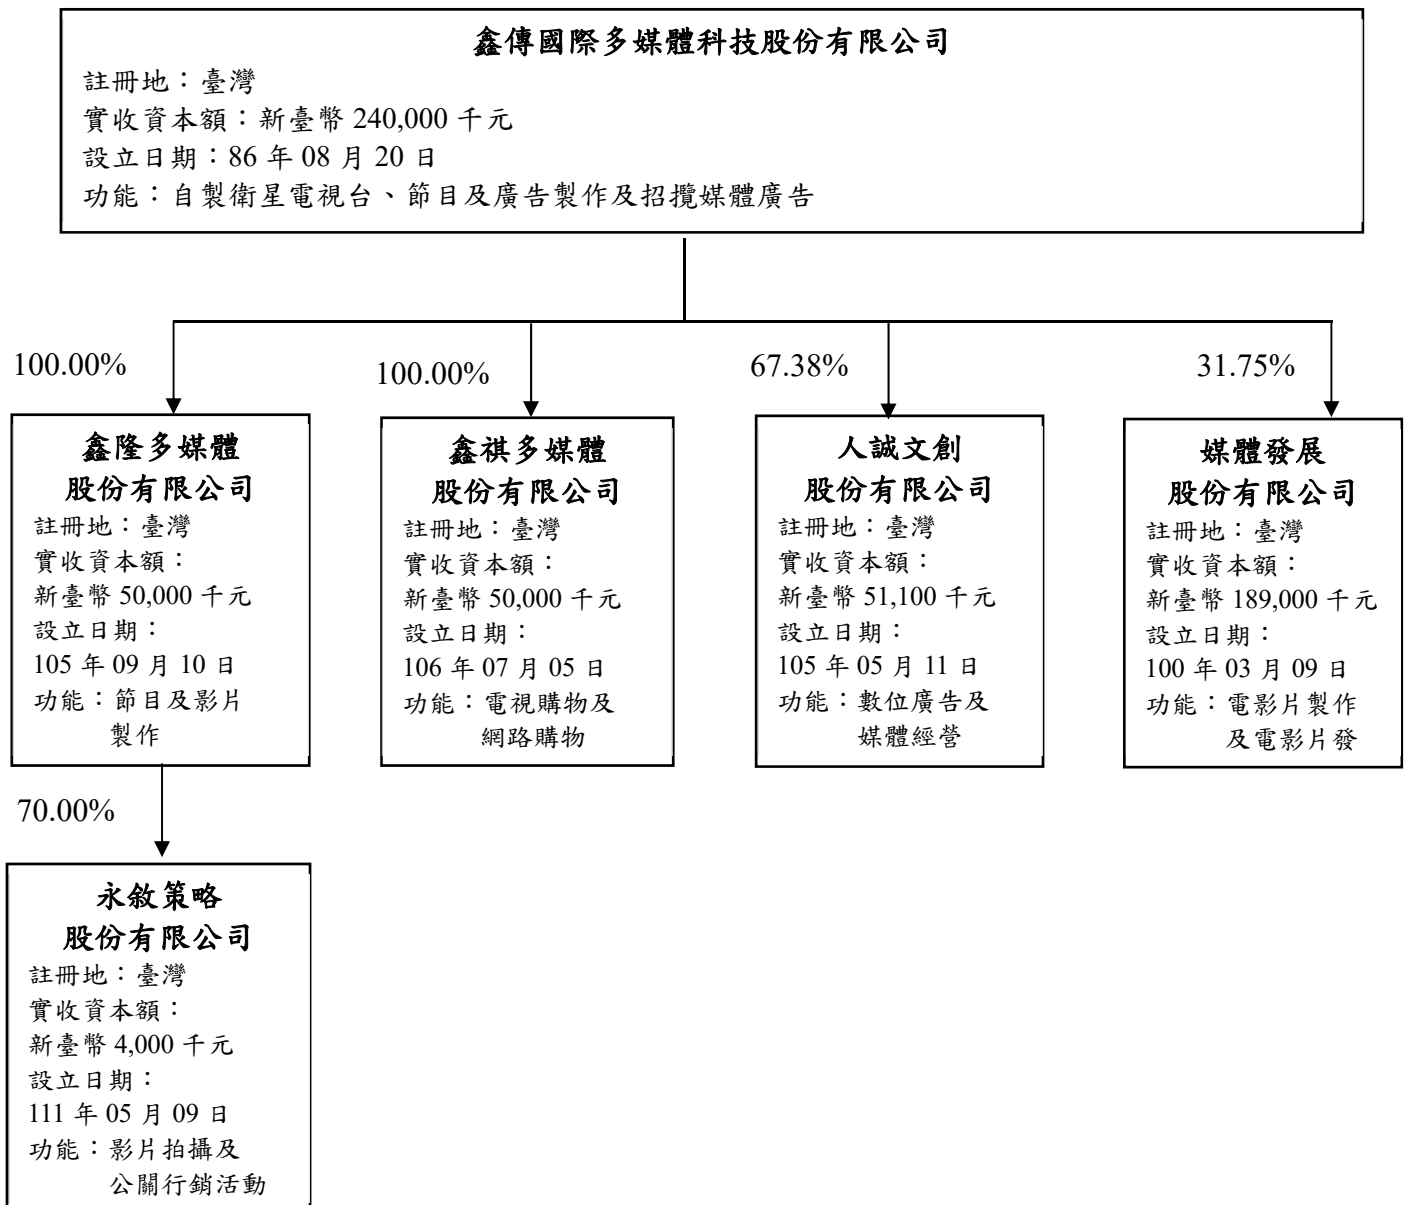 鑫傳國際多媒體科技股份有限公司
註冊地：臺灣
實收資本額：新臺幣 240,000 千元
設立日期：86 年 08 月 20 日
功能：自製衛星電視台、節目及廣告製作及招攬媒體廣告
100.00%
100.00%
67.38%
31.75%
鑫隆多媒體
股份有限公司
註冊地：臺灣
實收資本額：
新臺幣 50,000 千元
設立日期：
105 年 09 月 10 日
功能：節目及影片
製作
鑫祺多媒體
股份有限公司
註冊地：臺灣
實收資本額：
新臺幣 50,000 千元
設立日期：
106 年 07 月 05 日
功能：電視購物及
網路購物
人誠文創
股份有限公司
註冊地：臺灣
實收資本額：
新臺幣 51,100 千元
設立日期：
105 年 05 月 11 日
功能：數位廣告及
媒體經營
媒體發展
股份有限公司
註冊地：臺灣
實收資本額：
新臺幣 189,000 千元
設立日期：
100 年 03 月 09 日
功能：電影片製作
及電影片發
70.00%
永敘策略
股份有限公司
註冊地：臺灣
實收資本額：
新臺幣 4,000 千元
設立日期：
111 年 05 月 09 日
功能：影片拍攝及
公關行銷活動